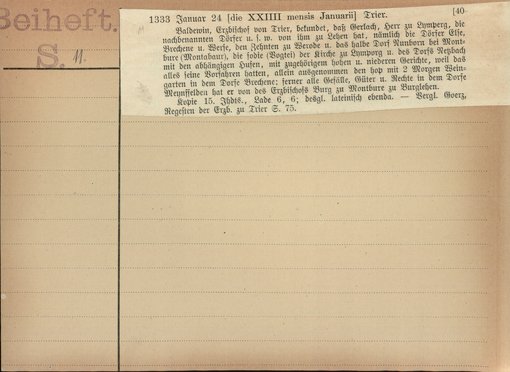 Beiheft,
S. 11
1333 Januar 24 [die XXIIII mensis Januarii] Trier. [40
Baldewin, Erzbischof von Trier, bekundet, daß Gerlach, Herr zu Lymperg, die
nachbenannten Dörfer u. s. w. von ihm zu Lehen hat, nämlich die Dörfer Else,
Brechene u. Werse, den Zehnten zu Berode u. das halbe Dorf Nunborn bei Mont-
bure (Montabaur), die fodie (Vogtei) der Kirche zu Lymporg u. des Dorfs Netzbach
mit den abhängigen Hufen, mit zugehörigem hohen u. niederen Gerichte, weil das
alles seine Vorfahren hatten, allein ausgenommen den hop mit 2 Morgen Wein-
garten in dem Dorfe Brechene; ferner alle Gefälle, Güter u. Rechte in dem Dorfe
Meynffelden hat er von des Erzbischofs Burg zu Montbure zu Burglehen.
Kopie 15. Jhdts., Lade 6, 6; desgl. lateinisch ebenda. — Vergl. Goerz,
Regesten der Erzb. zu Trier S. 75.